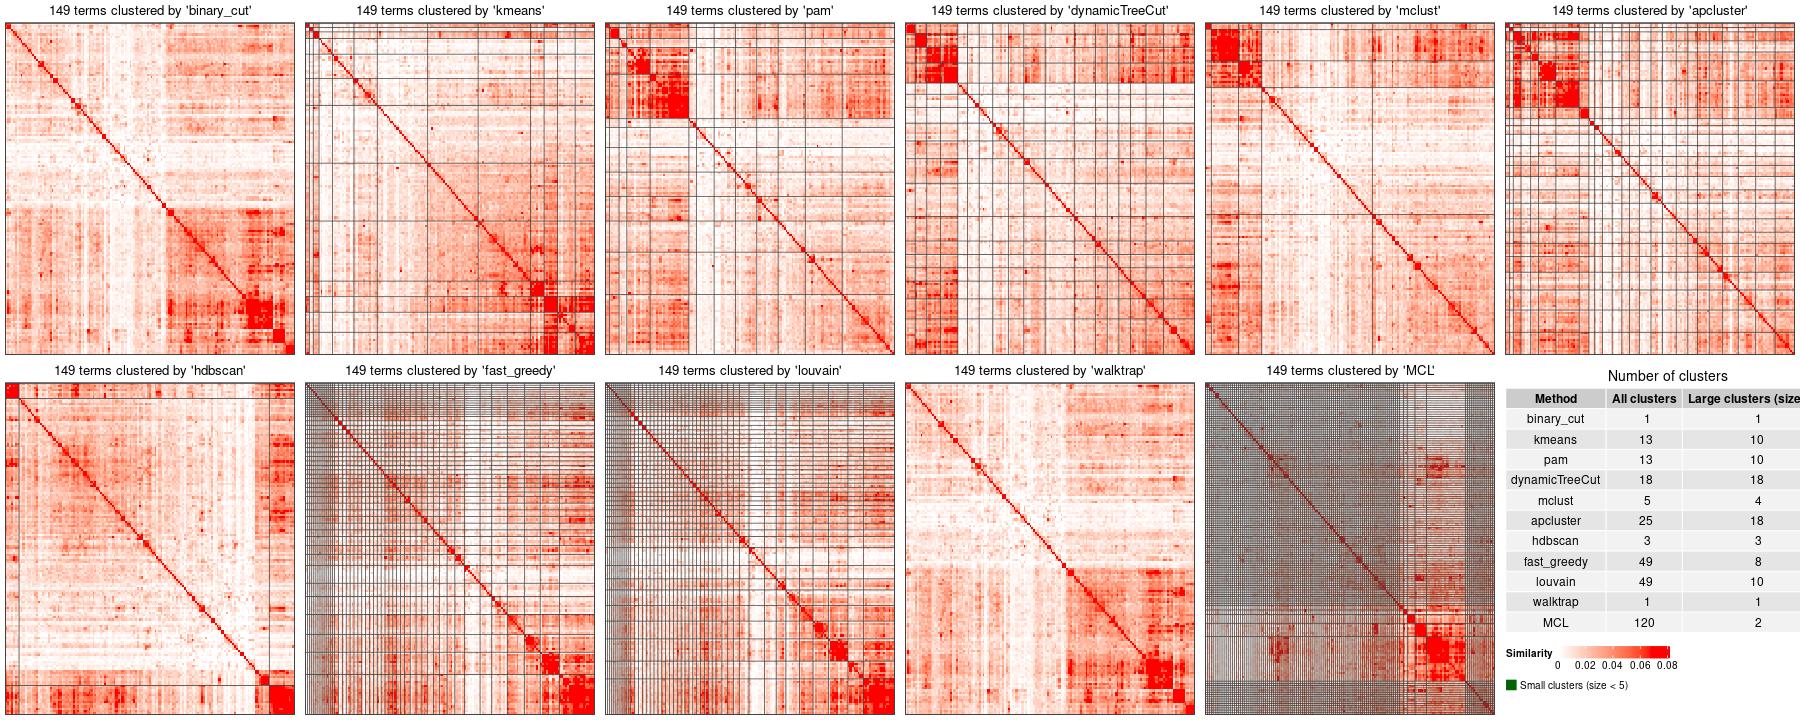 149 terms clustered by 'binary_cut'
149 terms clustered by 'kmeans'
149 terms clustered by 'pam'
149 terms clustered by 'dynamicTreeCut'
149 terms clustered by 'mclust'
149 terms clustered by 'apcluster'
149 terms clustered by 'hdbscan'
149 terms clustered by 'fast_greedy'
149 terms clustered by 'louvain'
149 terms clustered by 'walktrap'
149 terms clustered by 'MCL'
Number of clusters
Method All clusters Large clusters (size
binary_cut 1 1
kmeans 13 10
pam 13 10
dynamicTreeCut 18 18
mclust 5 4
apcluster 25 18
hdbscan 3 3
fast_greedy 49 8
louvain 49 10
walktrap 1 1
MCL 120 2
Similarity
0 0.02 0.04 0.06 0.08
Small clusters (size < 5)